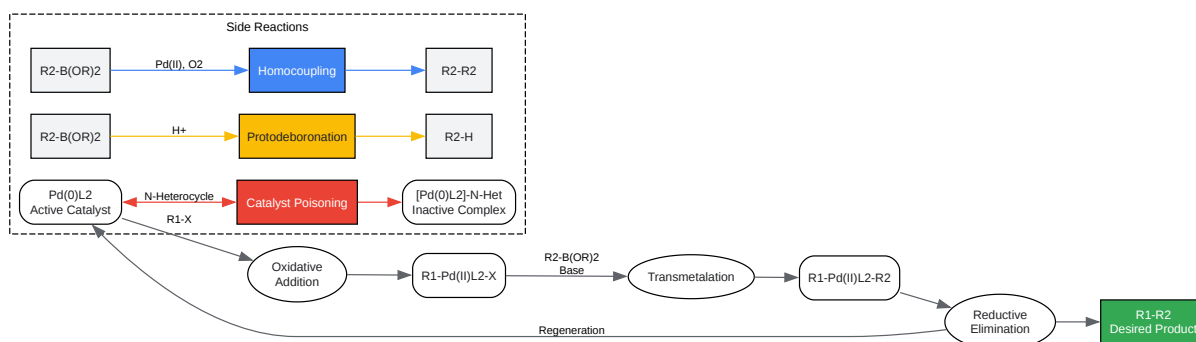 Side Reactions
R2-B(OR)2
Pd(II), O2
Homocoupling
R2-R2
R2-B(OR)2
H+
Protodeboronation
R2-H
Pd(0)L2
Active Catalyst
N-Heterocycle
Catalyst Poisoning
[Pd(0)L2]-N-Het
Inactive Complex
R1-X
Oxidative
Addition
R1-Pd(II)L2-X
R2-B(OR)2
Base
Transmetalation
R1-Pd(II)L2-R2
Reductive
Elimination
R1-R2
Desired Product
Regeneration